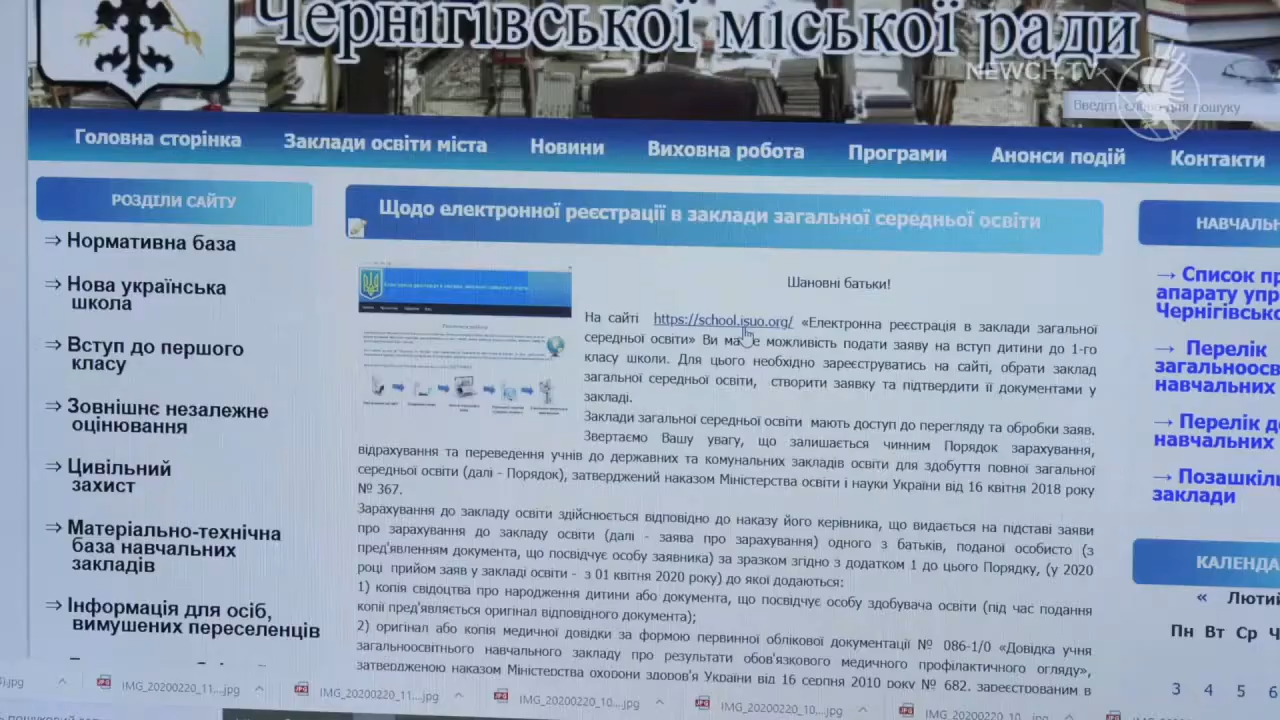 Чернігівської міської ради
NEWCH.TV
Введіть слово для пошуку
Головна сторінка Заклади освіти міста Новини Виховна робота Програми Анонси подій Контакти
РОЗДІЛИ САЙТУ
⇒ Нормативна база
⇒ Нова українська
школа
⇒ Вступ до першого
класу
⇒ Зовнішнє незалежне
оцінювання
⇒ Цивільний
захист
⇒ Матеріально-технічна
база навчальних
закладів
⇒ Інформація для осіб,
вимушених переселенців
Щодо електронної реєстрації в заклади загальної середньої освіти
Шановні батьки!
На сайті https://school.isuo.org/ «Електронна реєстрація в заклади загальної
середньої освіти» Ви маєте можливість подати заяву на вступ дитини до 1-го
класу школи. Для цього необхідно зареєструватись на сайті, обрати заклад
загальної середньої освіти, створити заявку та підтвердити її документами у
закладі.
Заклади загальної середньої освіти мають доступ до перегляду та обробки заяв.
Звертаємо Вашу увагу, що залишається чинним Порядок зарахування,
відрахування та переведення учнів до державних та комунальних закладів освіти для здобуття повної загальної
середньої освіти (далі - Порядок), затверджений наказом Міністерства освіти і науки України від 16 квітня 2018 року
№ 367.
Зарахування до закладу освіти здійснюється відповідно до наказу його керівника, що видається на підставі заяви
про зарахування до закладу освіти (далі - заява про зарахування) одного з батьків, поданої особисто (з
пред'явленням документа, що посвідчує особу заявника) за зразком згідно з додатком 1 до цього Порядку, (у 2020
році прийом заяв у закладі освіти - з 01 квітня 2020 року) до якої додаються:
1) копія свідоцтва про народження дитини або документа, що посвідчує особу здобувача освіти (під час подання
копії пред'являється оригінал відповідного документа);
2) оригінал або копія медичної довідки за формою первинної облікової документації № 086-1/0 «Довідка учня
загальноосвітнього навчального закладу про результати обов'язкового медичного профілактичного огляду»,
затвердженою наказом Міністерства охорони здоров'я України від 16 серпня 2010 року № 682, зареєстрованим в
НАВЧАЛЬН
→ Список пр
апарату упр
Чернігівсько
→ Перелік
загальноосв
навчальних
→ Перелік до
навчальних
→ Позашкіль
заклади
КАЛЕНДА
« Лютий
Пн Вт Ср Ч
3 4 5 6
).jpg IMG_20200220_11....jpg IMG_20200220_11....jpg IMG_20200220_10....jpg IMG_20200220_10....jpg IMG_20200220_10....jpg